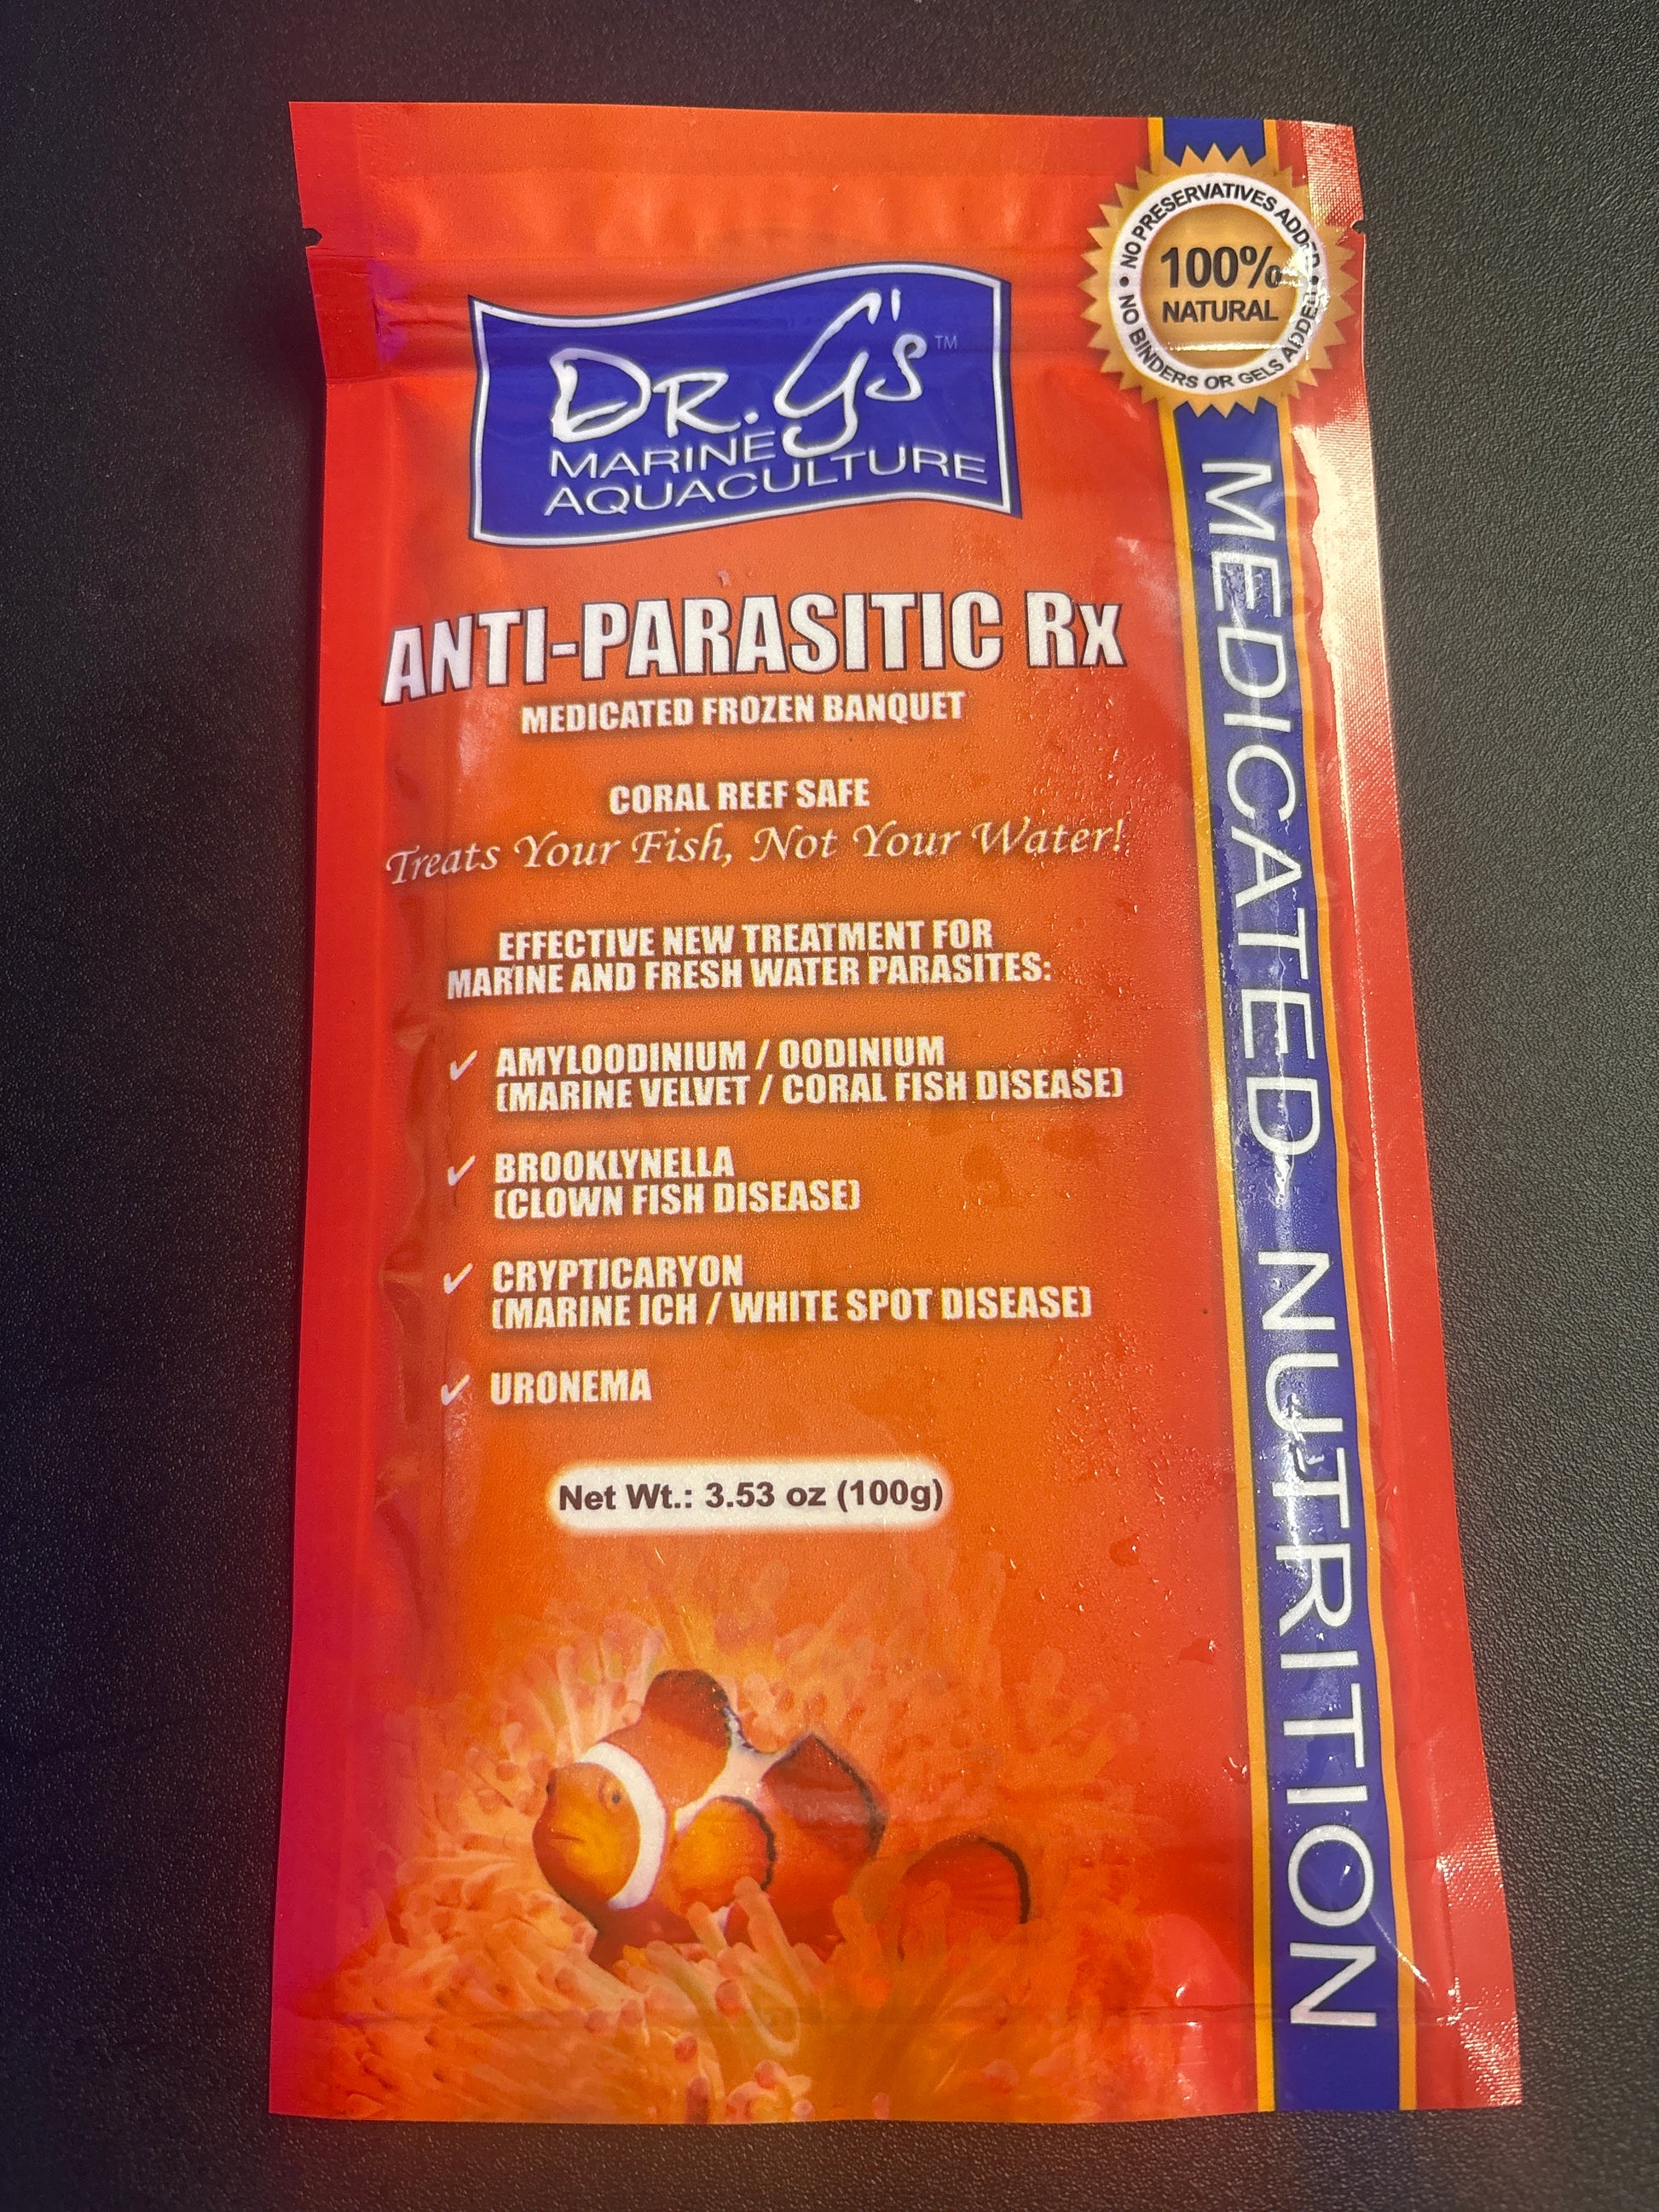 NO PRESERVATIVES ADDED
100%
NATURAL
NO BINDERS OR GELS ADDED
DR. G's™
MARINE
AQUACULTURE
ANTI-PARASITIC Rx
MEDICATED FROZEN BANQUET
CORAL REEF SAFE
Treats Your Fish, Not Your Water!
EFFECTIVE NEW TREATMENT FOR
MARINE AND FRESH WATER PARASITES:
✓ AMYLOODINIUM / OODINIUM
(MARINE VELVET / CORAL FISH DISEASE)
✓ BROOKLYNELLA
(CLOWN FISH DISEASE)
✓ CRYPTICARYON
(MARINE ICH / WHITE SPOT DISEASE)
✓ URONEMA
Net Wt.: 3.53 oz (100g)
MEDICATED NUTRITION